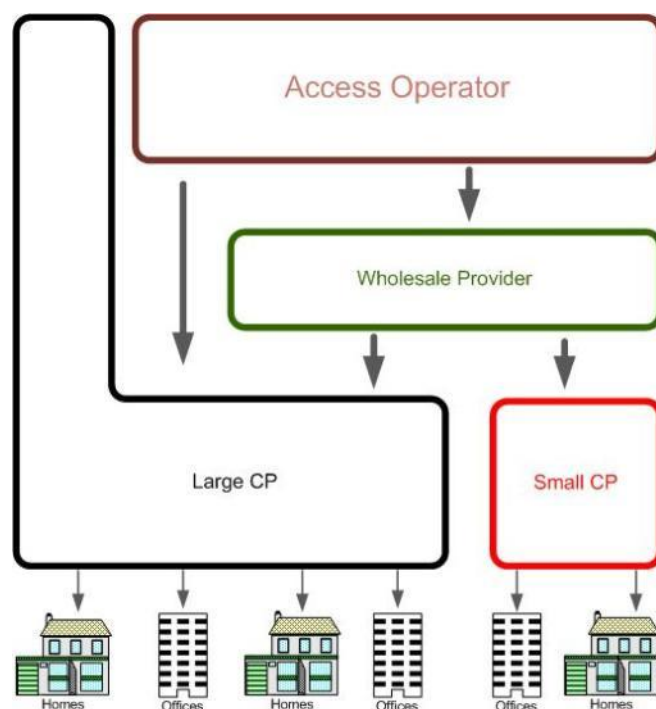 Access Operator
Wholesale Provider
Large CP
Small CP
Homes
Offices
Homes
Offices
Offices
Homes